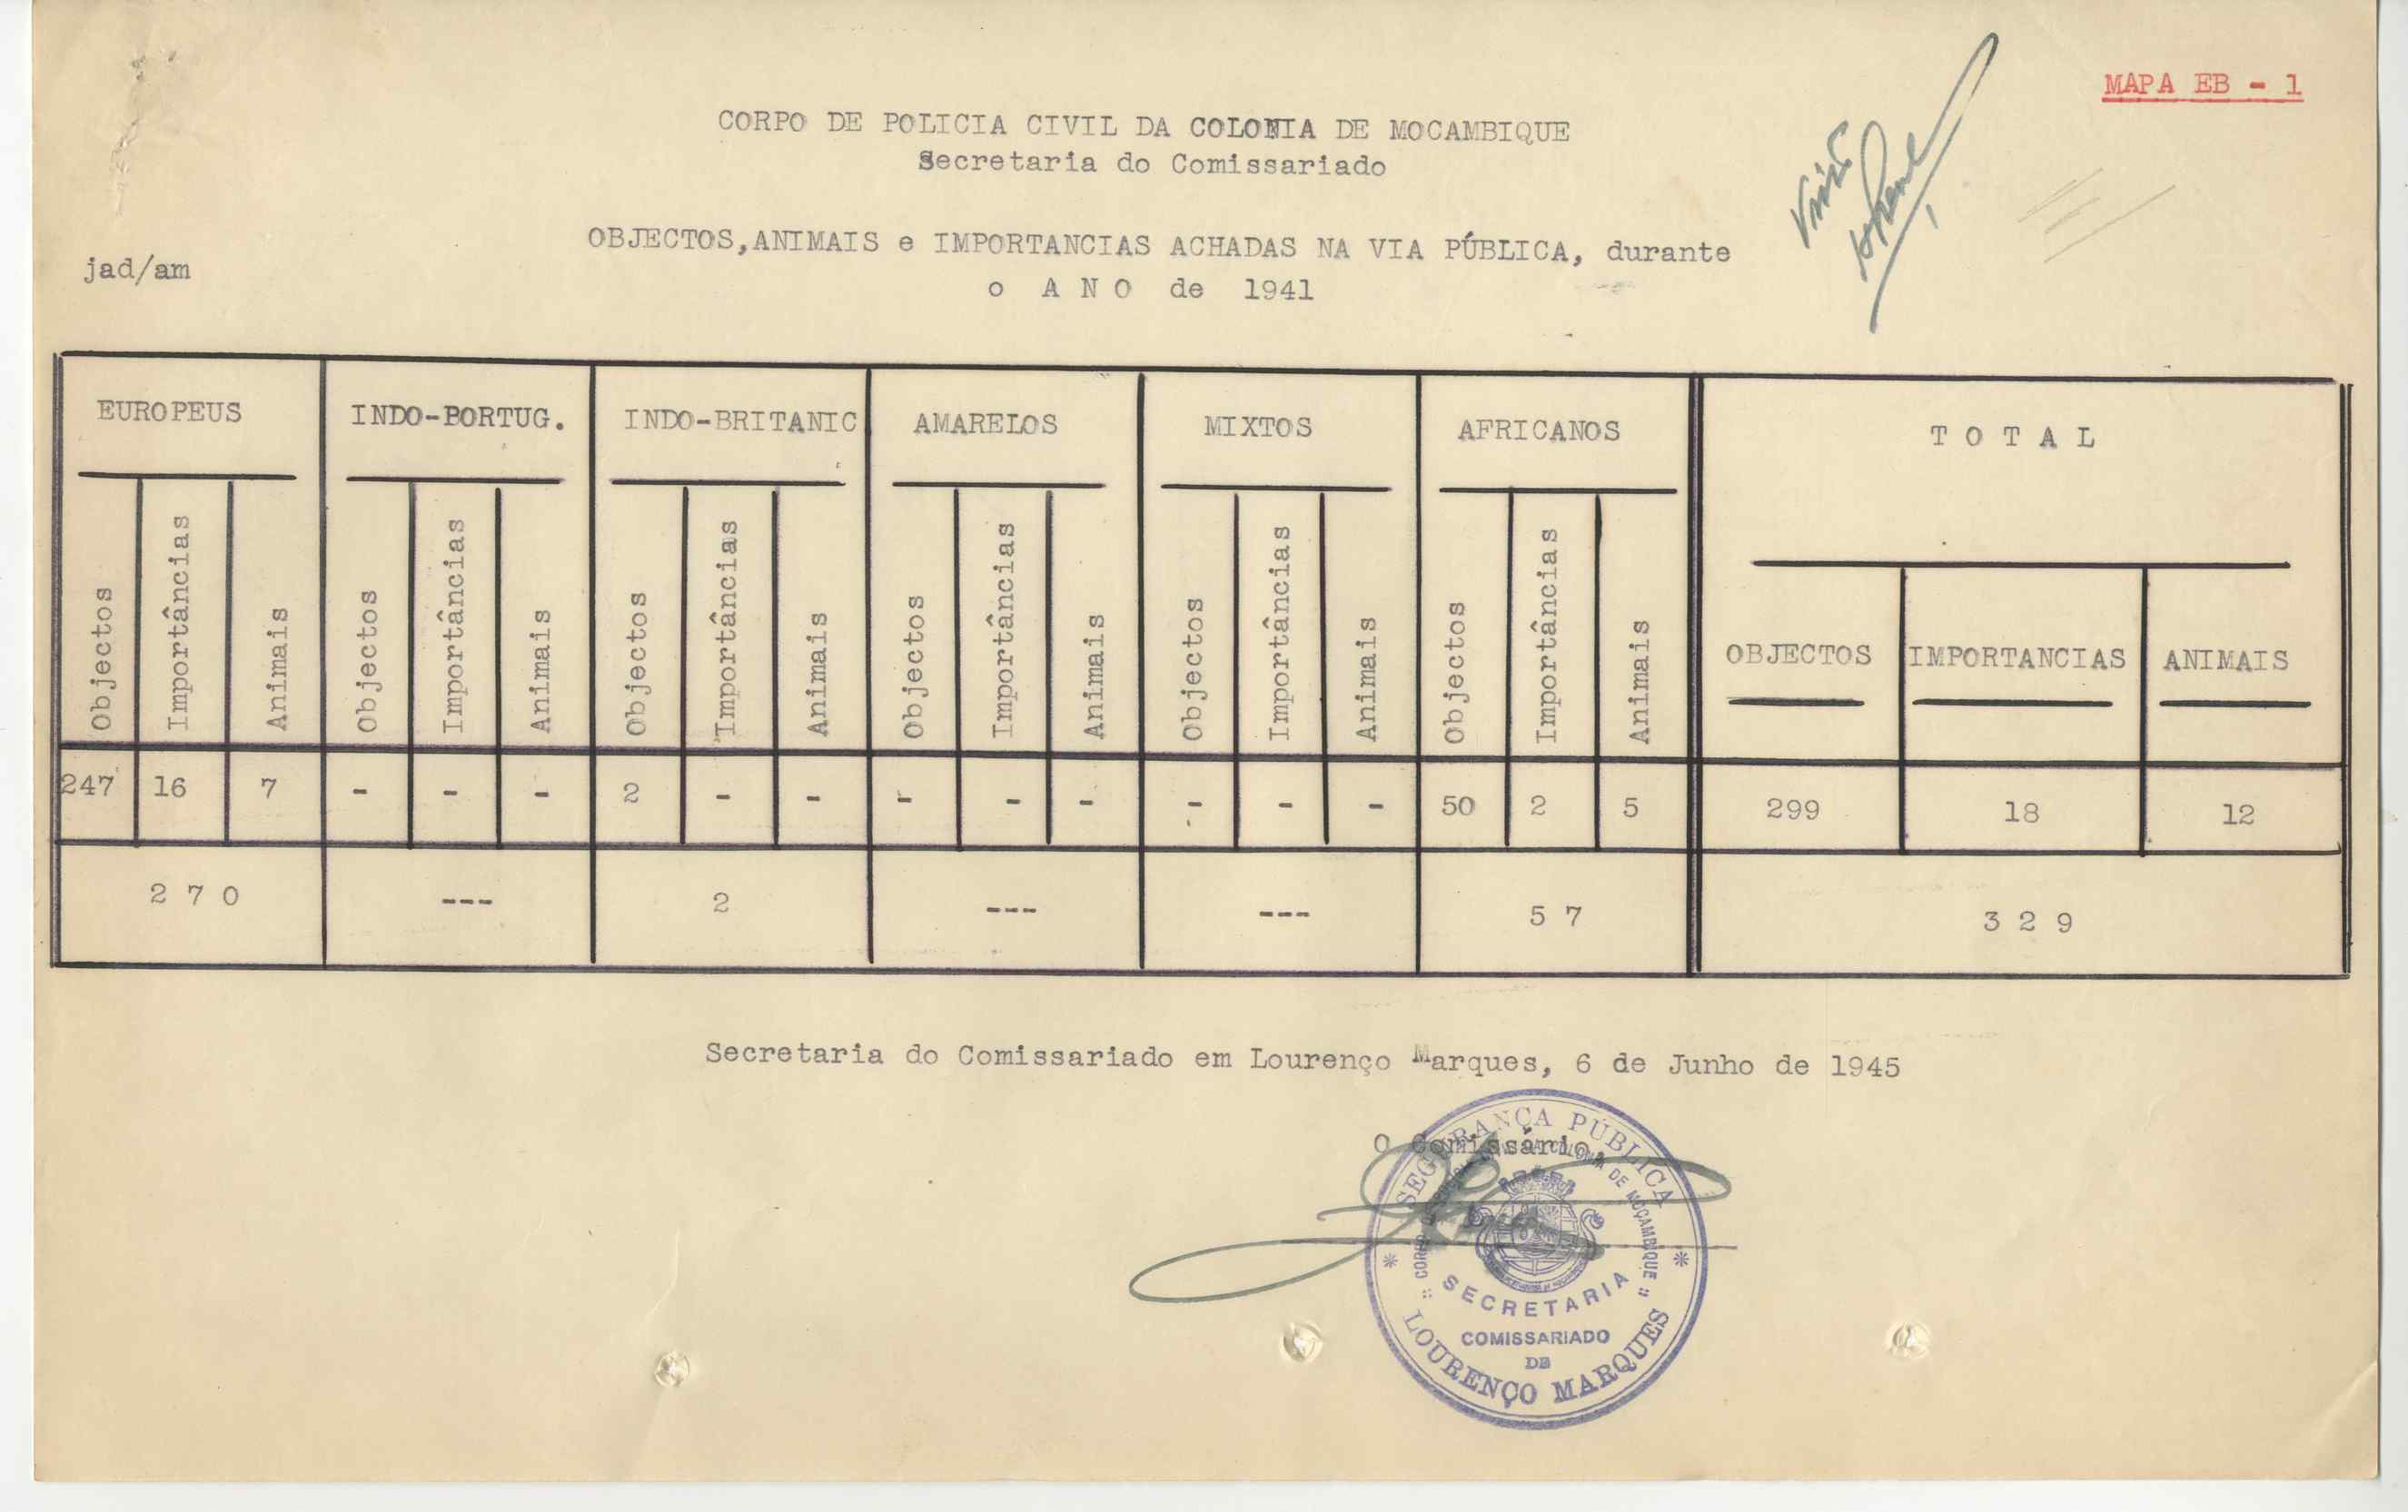 MAPA EB - 1
CORPO DE POLICIA CIVIL DA COLONIA DE MOCAMBIQUE
Secretaria do Comissariado
Visto
OBJECTOS,ANIMAIS e IMPORTANCIAS ACHADAS NA VIA PÚBLICA, durante
jad/am
o A N O de 1941
EUROPEUS INDO-PORTUG. INDO-BRITANIC AMARELOS MIXTOS AFRICANOS T O T A L
Objectos Importâncias Animais Objectos Importâncias Animais Objectos Importâncias Animais Objectos Importâncias Animais Objectos Importâncias Animais Objectos Importâncias Animais OBJECTOS IMPORTANCIAS ANIMAIS
247 16 7 - - - 2 - - - - - - - - 50 2 5 299 18 12
2 7 0 --- 2 --- --- 5 7 3 2 9
Secretaria do Comissariado em Lourenço Marques, 6 de Junho de 1945
O Comissário,
SEGURANÇA PÚBLICA
COLONIA DE MOÇAMBIQUE
SECRETARIA
COMISSARIADO
DE
LOURENÇO MARQUES